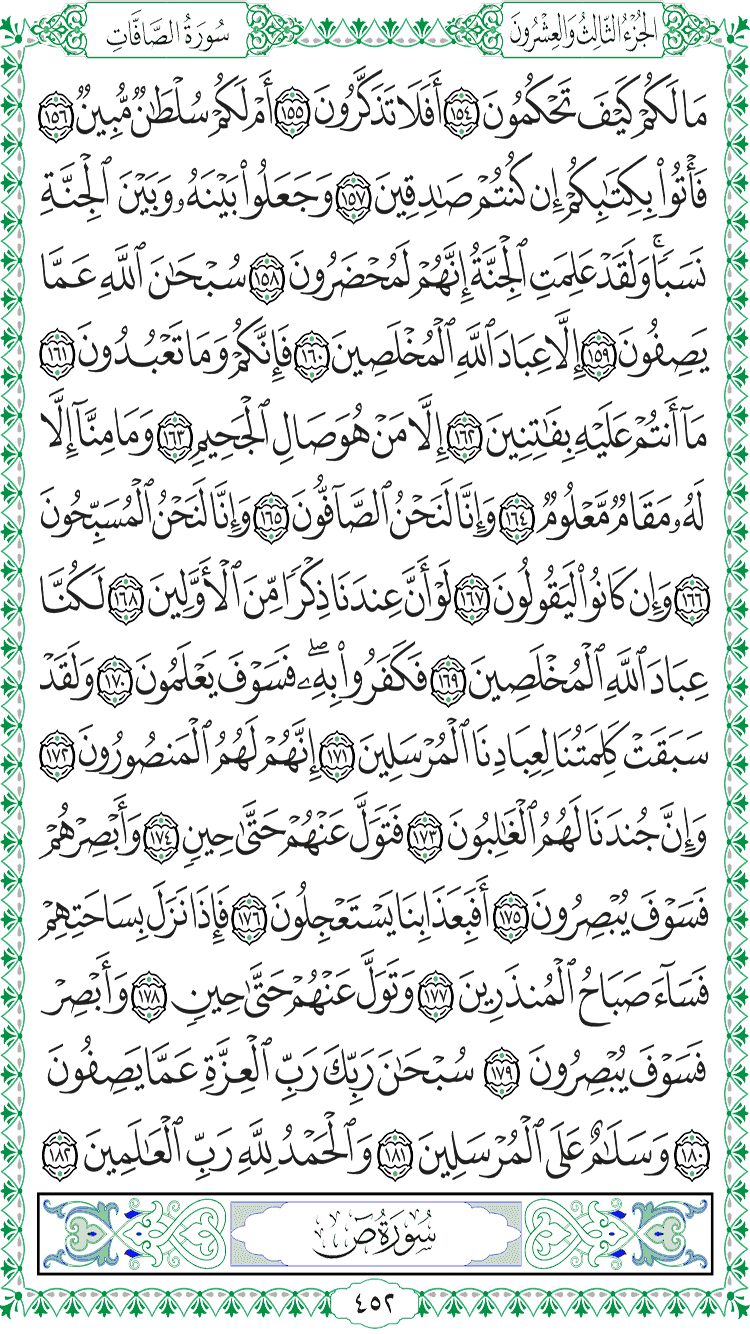 الجُزْءُ الثَّالِثُ وَالعِشْرُونَ
سُورَةُ الصَّافَّاتِ
مَا لَكُمْ كَيْفَ تَحْكُمُونَ ١٥٤ أَفَلَا تَذَكَّرُونَ ١٥٥ أَمْ لَكُمْ سُلْطَٰنٌ مُّبِينٌ ١٥٦
فَأْتُوا۟ بِكِتَٰبِكُمْ إِن كُنتُمْ صَٰدِقِينَ ١٥٧ وَجَعَلُوا۟ بَيْنَهُۥ وَبَيْنَ ٱلْجِنَّةِ
نَسَبًا ۚ وَلَقَدْ عَلِمَتِ ٱلْجِنَّةُ إِنَّهُمْ لَمُحْضَرُونَ ١٥٨ سُبْحَٰنَ ٱللَّهِ عَمَّا
يَصِفُونَ ١٥٩ إِلَّا عِبَادَ ٱللَّهِ ٱلْمُخْلَصِينَ ١٦٠ فَإِنَّكُمْ وَمَا تَعْبُدُونَ ١٦١
مَآ أَنتُمْ عَلَيْهِ بِفَٰتِنِينَ ١٦٢ إِلَّا مَنْ هُوَ صَالِ ٱلْجَحِيمِ ١٦٣ وَمَا مِنَّآ إِلَّا
لَهُۥ مَقَامٌ مَّعْلُومٌ ١٦٤ وَإِنَّا لَنَحْنُ ٱلصَّآفُّونَ ١٦٥ وَإِنَّا لَنَحْنُ ٱلْمُسَبِّحُونَ
١٦٦ وَإِن كَانُوا۟ لَيَقُولُونَ ١٦٧ لَوْ أَنَّ عِندَنَا ذِكْرًا مِّنَ ٱلْأَوَّلِينَ ١٦٨ لَكُنَّا
عِبَادَ ٱللَّهِ ٱلْمُخْلَصِينَ ١٦٩ فَكَفَرُوا۟ بِهِۦ ۖ فَسَوْفَ يَعْلَمُونَ ١٧٠ وَلَقَدْ
سَبَقَتْ كَلِمَتُنَا لِعِبَادِنَا ٱلْمُرْسَلِينَ ١٧١ إِنَّهُمْ لَهُمُ ٱلْمَنصُورُونَ ١٧٢
وَإِنَّ جُندَنَا لَهُمُ ٱلْغَٰلِبُونَ ١٧٣ فَتَوَلَّ عَنْهُمْ حَتَّىٰ حِينٍ ١٧٤ وَأَبْصِرْهُمْ
فَسَوْفَ يُبْصِرُونَ ١٧٥ أَفَبِعَذَابِنَا يَسْتَعْجِلُونَ ١٧٦ فَإِذَا نَزَلَ بِسَاحَتِهِمْ
فَسَآءَ صَبَاحُ ٱلْمُنذَرِينَ ١٧٧ وَتَوَلَّ عَنْهُمْ حَتَّىٰ حِينٍ ١٧٨ وَأَبْصِرْ
فَسَوْفَ يُبْصِرُونَ ١٧٩ سُبْحَٰنَ رَبِّكَ رَبِّ ٱلْعِزَّةِ عَمَّا يَصِفُونَ
١٨٠ وَسَلَٰمٌ عَلَى ٱلْمُرْسَلِينَ ١٨١ وَٱلْحَمْدُ لِلَّهِ رَبِّ ٱلْعَٰلَمِينَ ١٨٢
سُورَةُ ص
٤٥٢